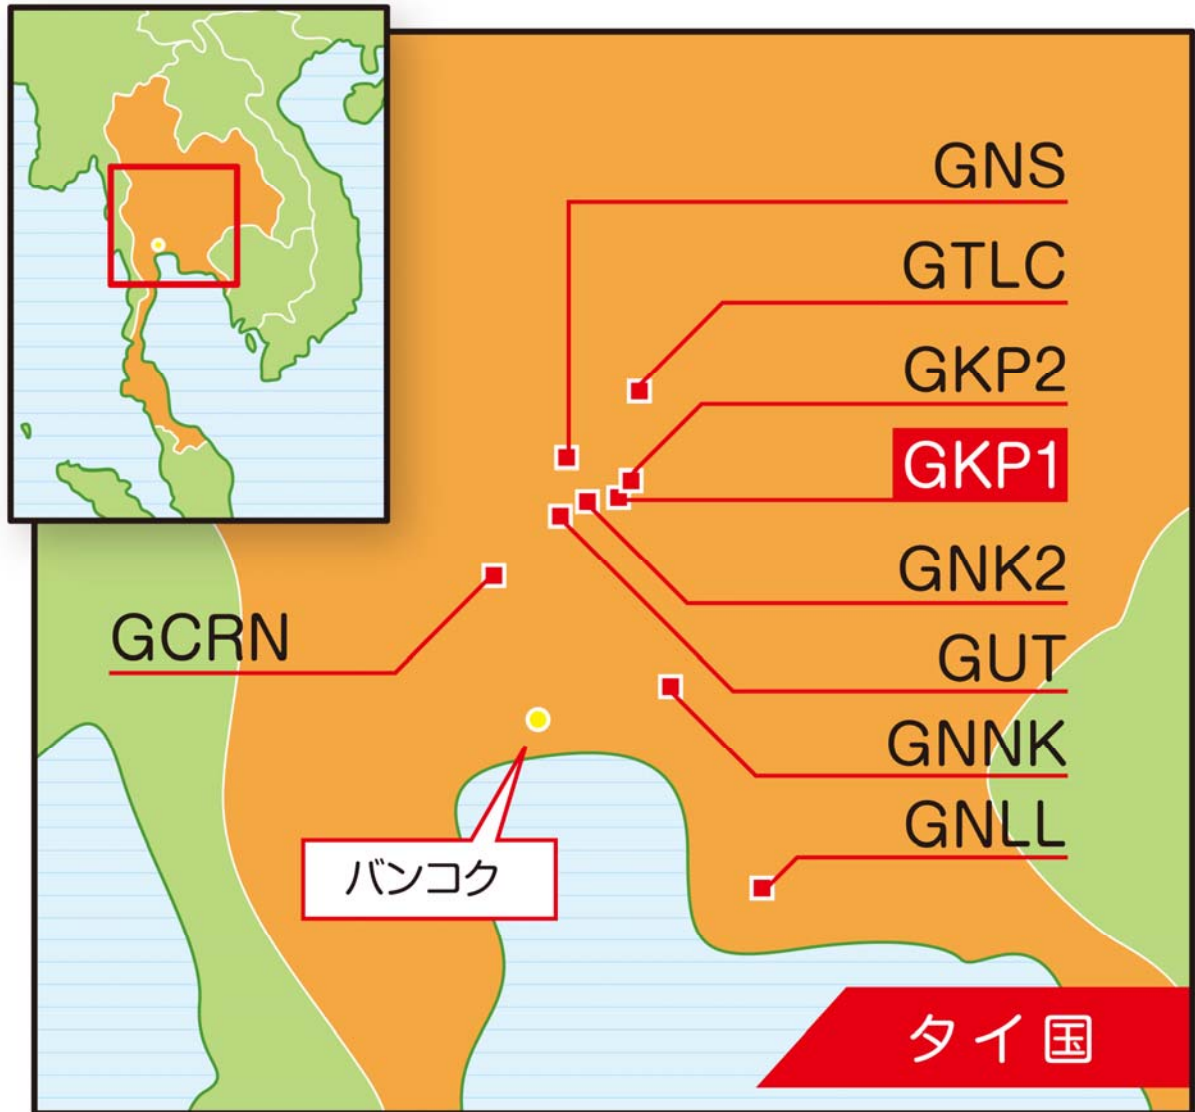 GNS
GTLC
GKP2
GKP1
GNK2
GCRN
GUT
GNNK
GNLL
バンコク
タイ国